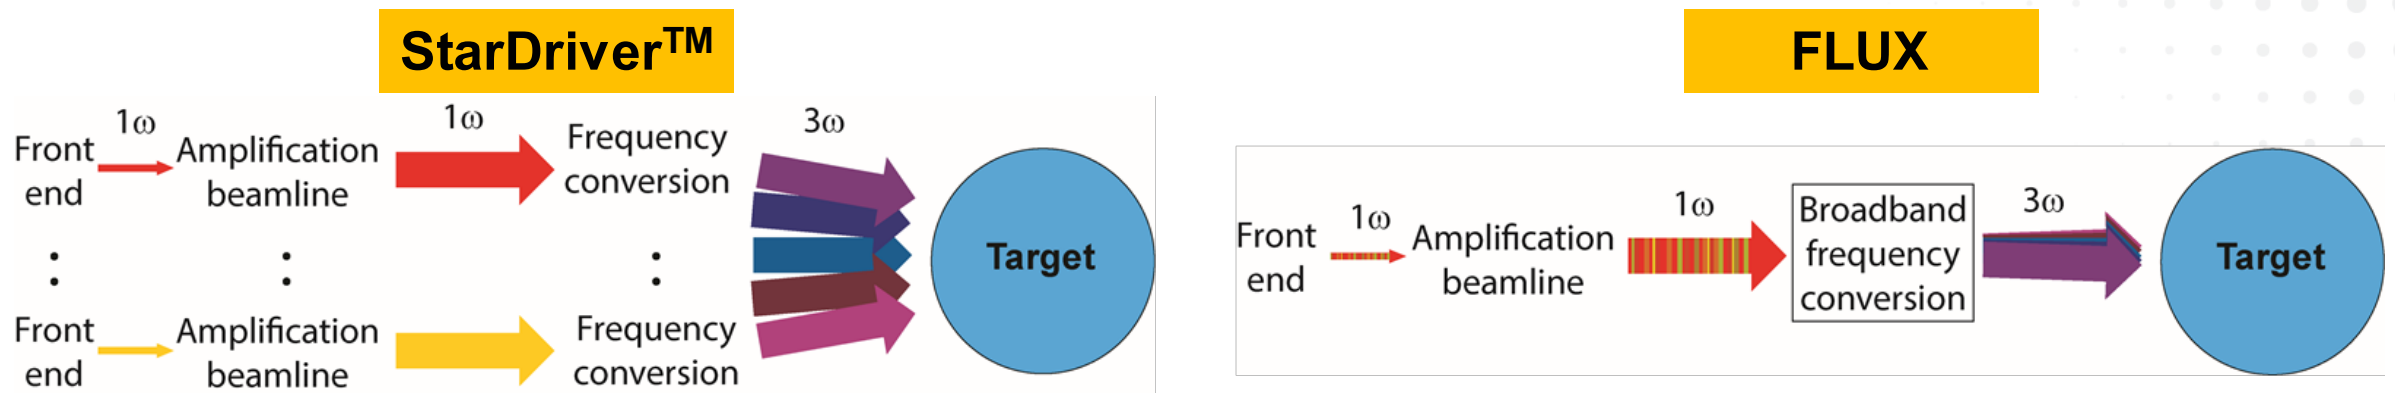 StarDriver™
1ω
1ω
3ω
Front
end
Amplification
beamline
Frequency
conversion
:
:
:
Target
Front
end
Amplification
beamline
Frequency
conversion
FLUX
1ω
1ω
3ω
Front
end
Amplification
beamline
Broadband
frequency
conversion
Target